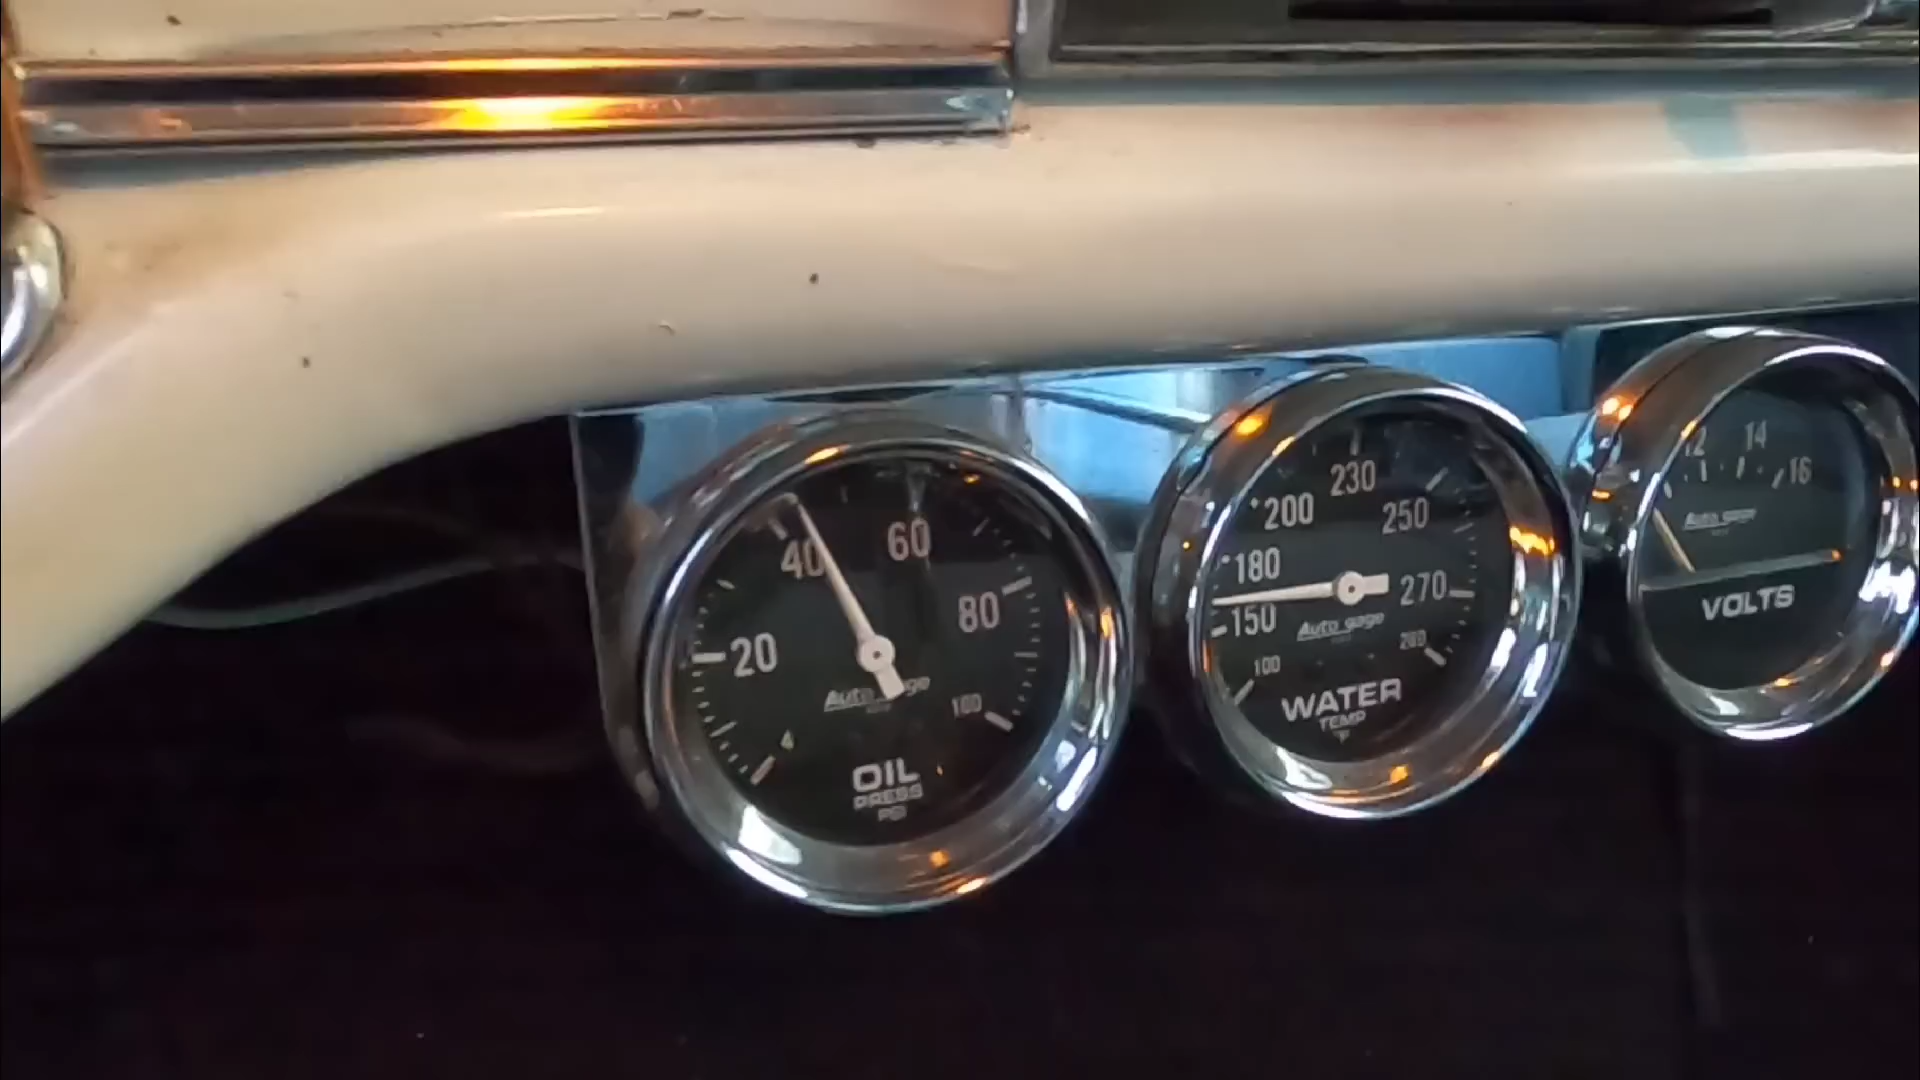 40 60
20 80
Auto gage
4 100
OIL
PRESS
PSI
230
200 250
180
270
150
Auto gage
100 280
WATER
TEMP
°F
12 14
16
Auto gage
VOLTS